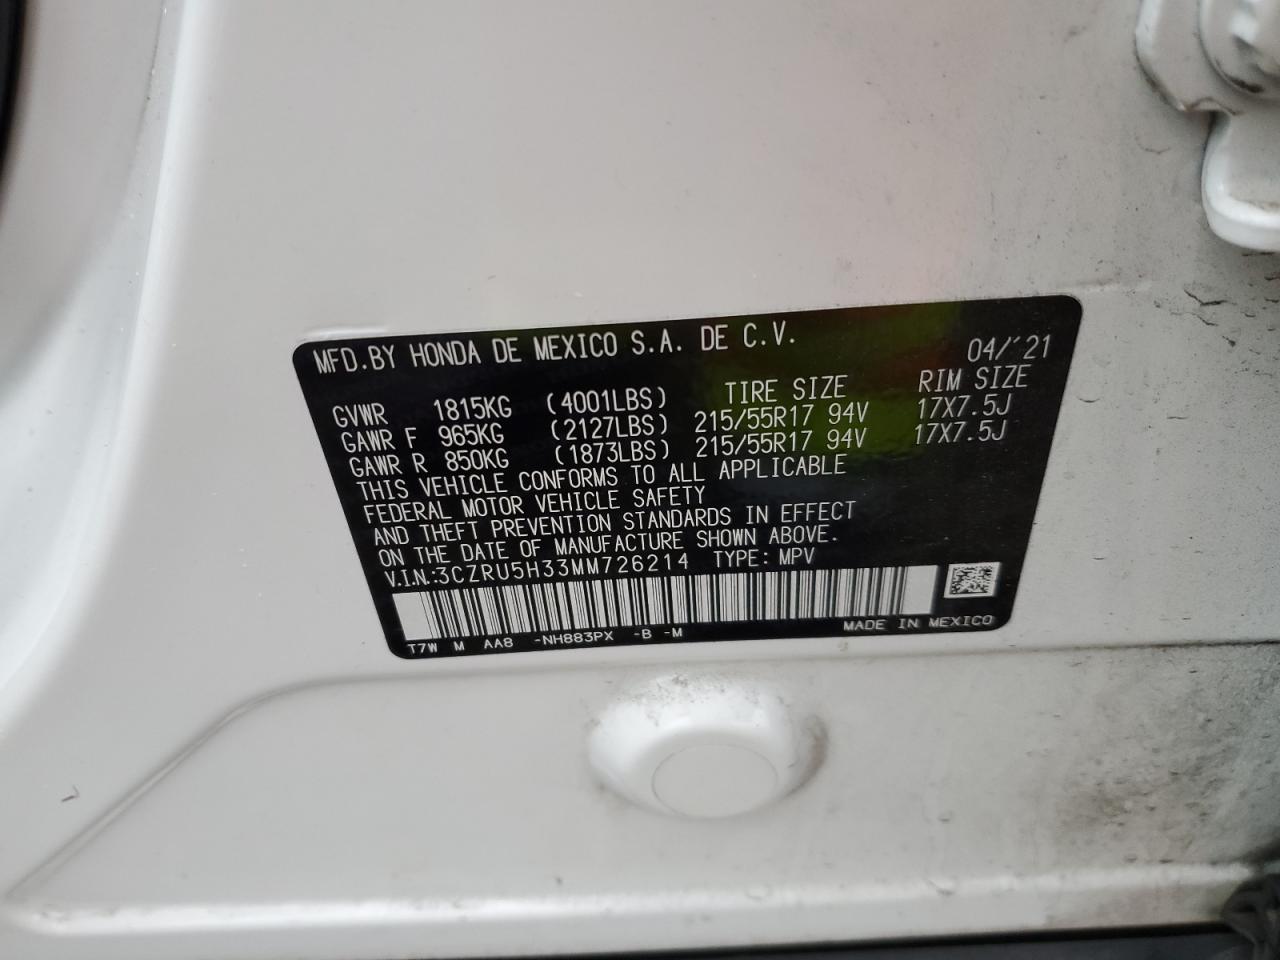 MFD.BY HONDA DE MEXICO S.A. DE C.V. 04/'21
TIRE SIZE RIM SIZE
GVWR 1815KG (4001LBS)
GAWR F 965KG (2127LBS) 215/55R17 94V 17X7.5J
GAWR R 850KG (1873LBS) 215/55R17 94V 17X7.5J
THIS VEHICLE CONFORMS TO ALL APPLICABLE
FEDERAL MOTOR VEHICLE SAFETY
AND THEFT PREVENTION STANDARDS IN EFFECT
ON THE DATE OF MANUFACTURE SHOWN ABOVE.
V.I.N.:3CZRU5H33MM726214 TYPE: MPV
T7W M AA8 -NH883PX -B -M MADE IN MEXICO